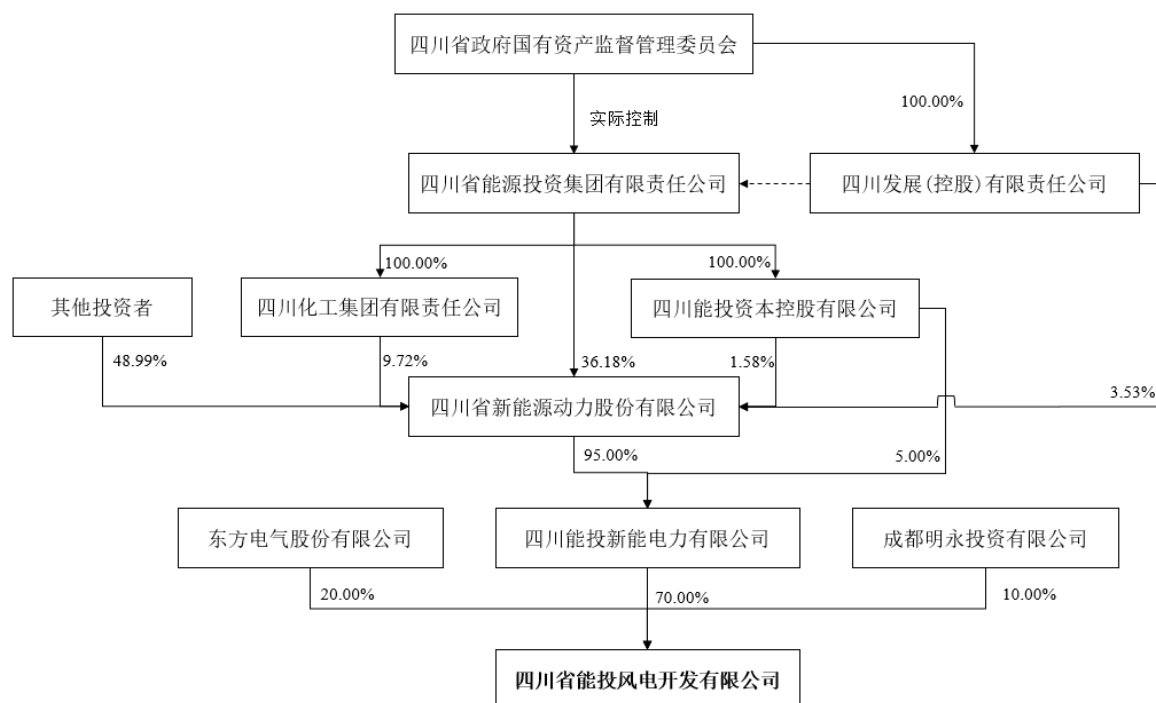 四川省政府国有资产监督管理委员会
100.00%
实际控制
四川省能源投资集团有限责任公司
四川发展(控股)有限责任公司
100.00%
100.00%
其他投资者
四川化工集团有限责任公司
四川能投资本控股有限公司
48.99%
9.72%
36.18%
1.58%
3.53%
四川省新能源动力股份有限公司
95.00%
5.00%
东方电气股份有限公司
四川能投新能电力有限公司
成都明永投资有限公司
20.00%
70.00%
10.00%
四川省能投风电开发有限公司